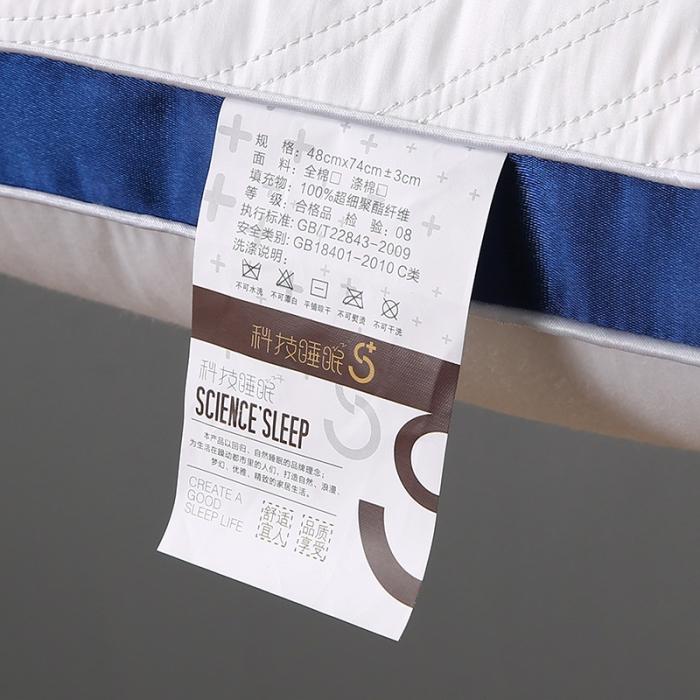 规 格: 48cmx74cm±3cm
面 料: 全棉□ 涤棉□
填充物: 100%超细聚酯纤维
等 级: 合格品 检 验: 08
执行标准: GB/T22843-2009
安全类别: GB18401-2010 C类
洗涤说明:
不可水洗 不可漂白 平铺晾干 不可熨烫 不可干洗
科技睡眠
科技睡眠
SCIENCE'SLEEP
本产品以回归、自然睡眠的品牌理念;
为生活在躁动都市里的人们,打造自然、浪漫、
梦幻、优雅、精致的家居生活。
CREATE A
GOOD
SLEEP LIFE
舒适
宜人
品质
享受